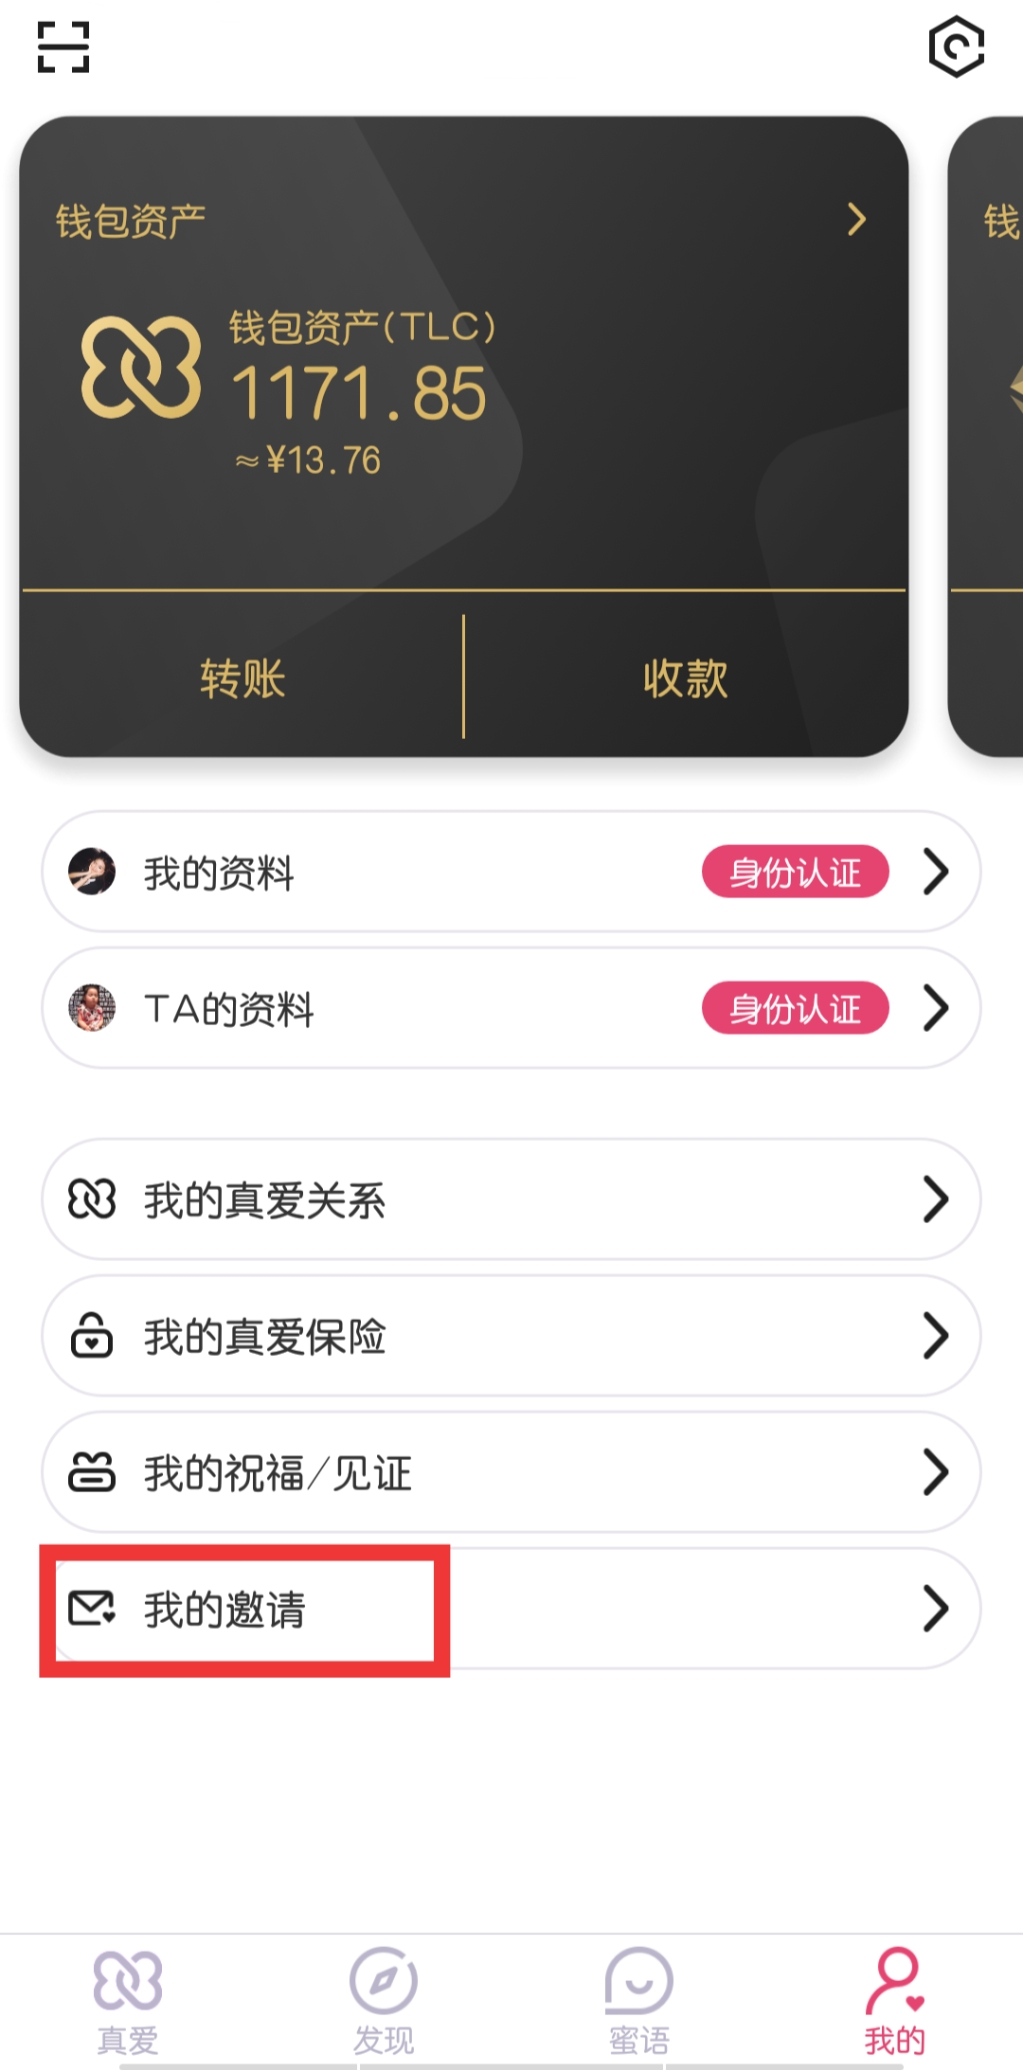 钱包资产
钱
钱包资产(TLC)
1171.85
≈¥13.76
转账
收款
我的资料
身份认证
TA的资料
身份认证
我的真爱关系
我的真爱保险
我的祝福/见证
我的邀请
真爱
发现
蜜语
我的